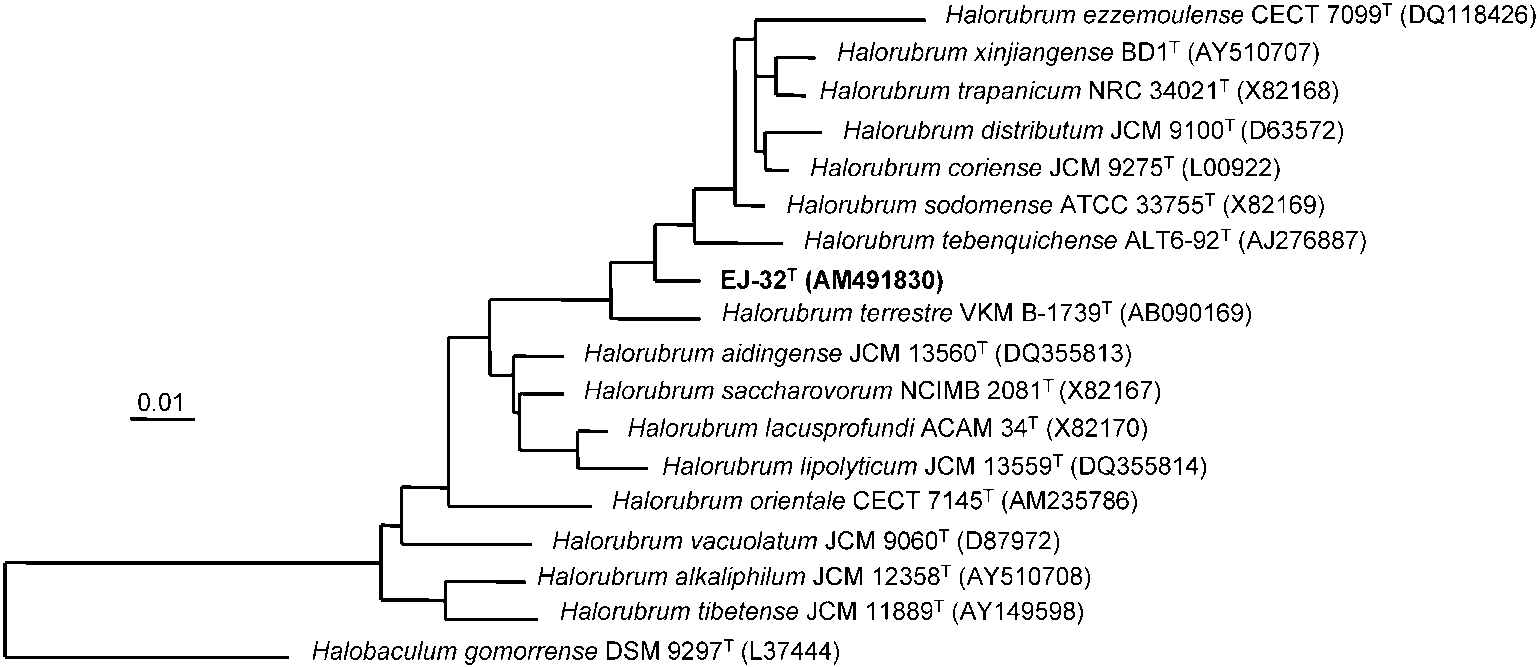 Halorubrum ezzemoulense CECT 7099ᵀ (DQ118426)
Halorubrum xinjiangense BD1ᵀ (AY510707)
Halorubrum trapanicum NRC 34021ᵀ (X82168)
Halorubrum distributum JCM 9100ᵀ (D63572)
Halorubrum coriense JCM 9275ᵀ (L00922)
Halorubrum sodomense ATCC 33755ᵀ (X82169)
Halorubrum tebenquichense ALT6-92ᵀ (AJ276887)
EJ-32ᵀ (AM491830)
Halorubrum terrestre VKM B-1739ᵀ (AB090169)
Halorubrum aidingense JCM 13560ᵀ (DQ355813)
Halorubrum saccharovorum NCIMB 2081ᵀ (X82167)
0.01
Halorubrum lacusprofundi ACAM 34ᵀ (X82170)
Halorubrum lipolyticum JCM 13559ᵀ (DQ355814)
Halorubrum orientale CECT 7145ᵀ (AM235786)
Halorubrum vacuolatum JCM 9060ᵀ (D87972)
Halorubrum alkaliphilum JCM 12358ᵀ (AY510708)
Halorubrum tibetense JCM 11889ᵀ (AY149598)
Halobaculum gomorrense DSM 9297ᵀ (L37444)